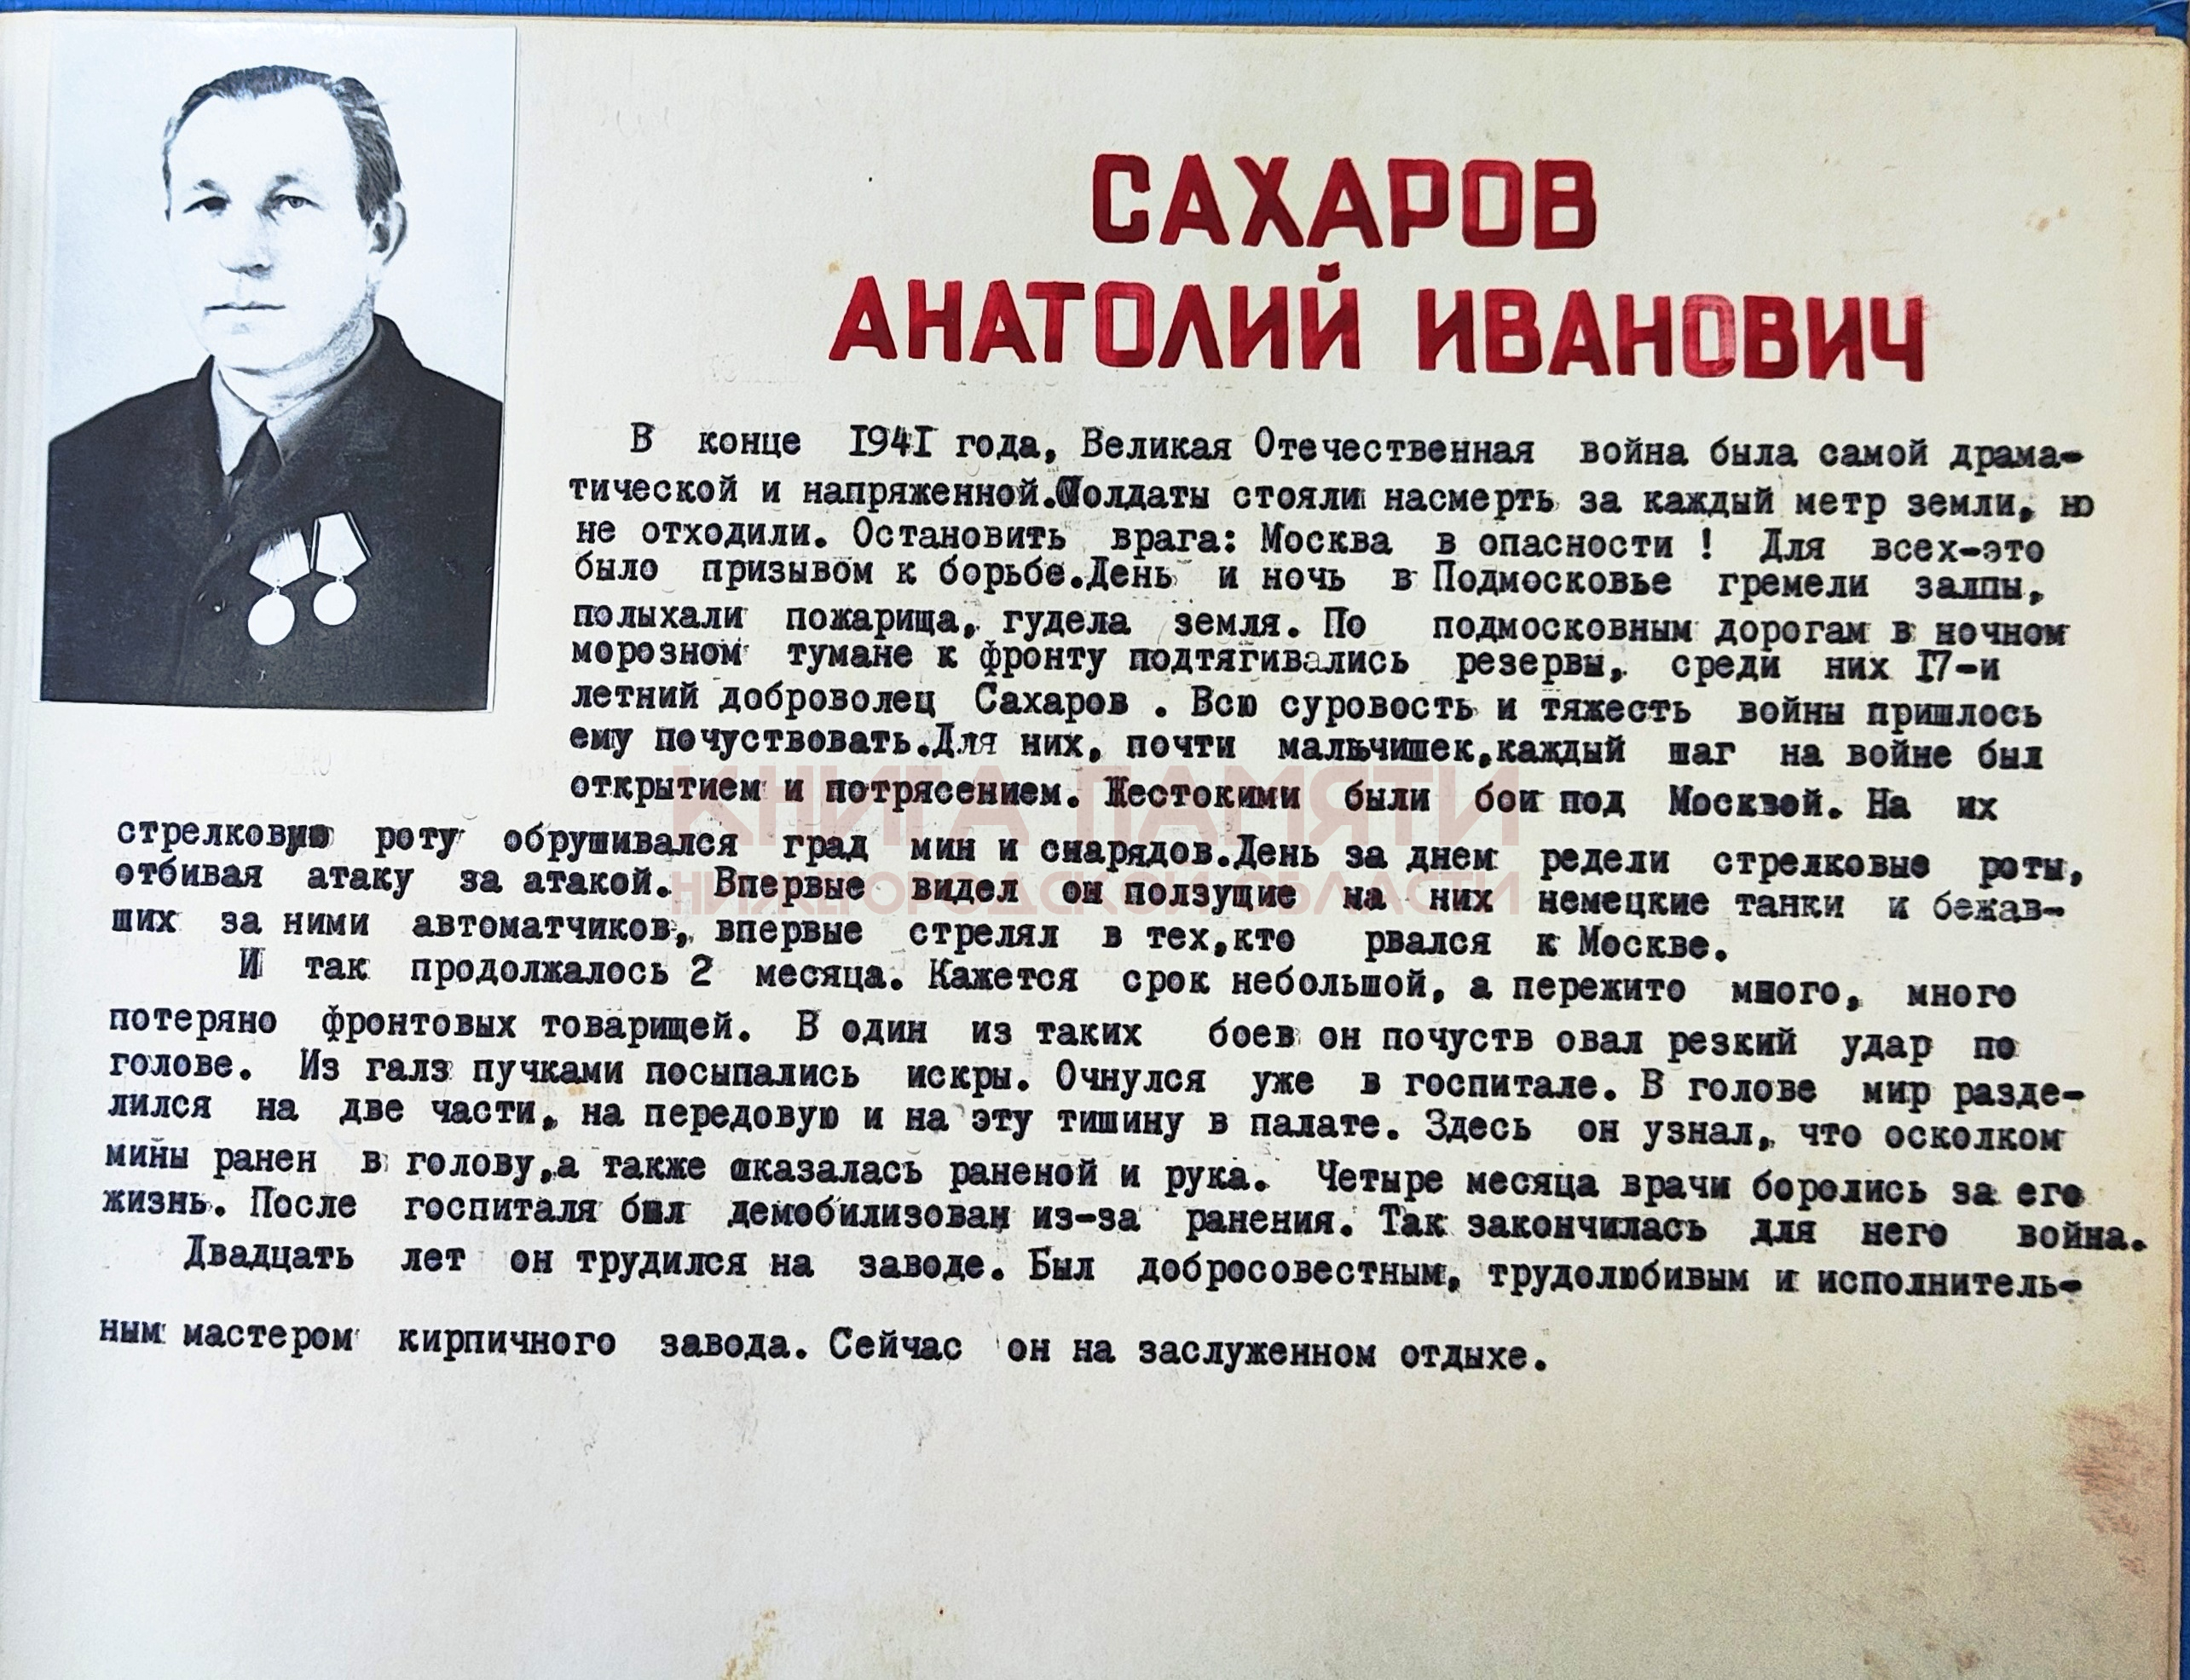 САХАРОВ
АНАТОЛИЙ ИВАНОВИЧ
В конце 1941 года, Великая Отечественная война была самой драма-
тической и напряженной.Солдаты стояли насмерть за каждый метр земли, но
не отходили. Остановить врага: Москва в опасности ! Для всех-это
было призывом к борьбе.День и ночь в Подмосковье гремели залпы,
полыхали пожарища, гудела земля. По подмосковным дорогам в ночном
морозном тумане к фронту подтягивались резервы, среди них 17-и
летний доброволец Сахаров . Всю суровость и тяжесть войны пришлось
ему почуствовать.Для них, почти мальчишек,каждый шаг на войне был
открытием и потрясением. Жестокими были бои под Москвой. На их
КНИГА ПАМЯТИ
стрелковую роту обрушивался град мин и снарядов.День за днем редели стрелковые роты,
отбивая атаку за атакой. Впервые видел он ползущие на них немецкие танки и бежав-
НИЖЕГОРОДСКОЙ ОБЛАСТИ
ших за ними автоматчиков, впервые стрелял в тех,кто рвался к Москве.
И так продолжалось 2 месяца. Кажется срок небольшой, а пережито много, много
потеряно фронтовых товарищей. В один из таких боев он почуств овал резкий удар по
голове. Из галз пучками посыпались искры. Очнулся уже в госпитале. В голове мир разде-
лился на две части, на передовую и на эту тишину в палате. Здесь он узнал, что осколком
мины ранен в голову,а также оказалась раненой и рука. Четыре месяца врачи боролись за его
жизнь. После госпиталя был демобилизован из-за ранения. Так закончилась для него война.
Двадцать лет он трудился на заводе. Был добросовестным, трудолюбивым и исполнитель-
ным мастером кирпичного завода. Сейчас он на заслуженном отдыхе.